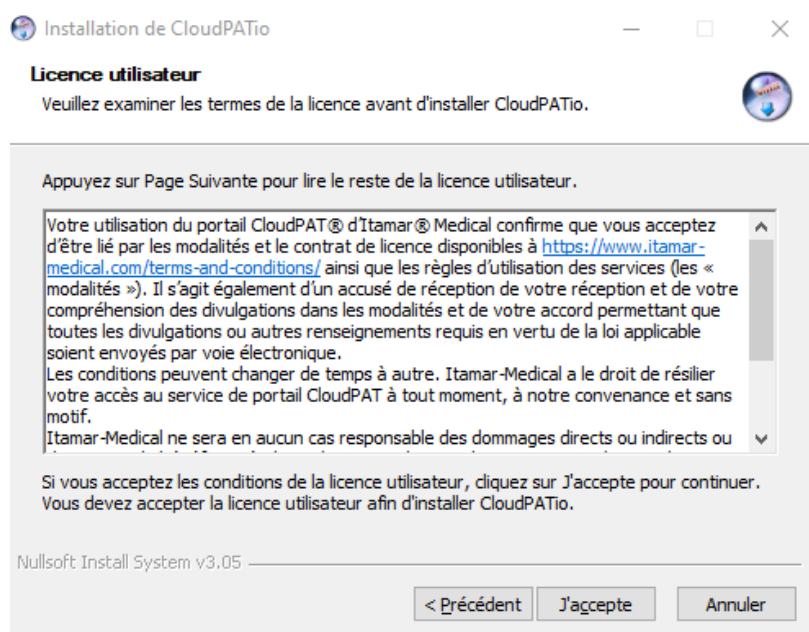 Installation de CloudPATio
Licence utilisateur
Veuillez examiner les termes de la licence avant d'installer CloudPATio.
Appuyez sur Page Suivante pour lire le reste de la licence utilisateur.
Votre utilisation du portail CloudPAT® d'Itamar® Medical confirme que vous acceptez
d'être lié par les modalités et le contrat de licence disponibles à https://www.itamar-
medical.com/terms-and-conditions/ ainsi que les règles d'utilisation des services (les «
modalités »). Il s'agit également d'un accusé de réception de votre réception et de votre
compréhension des divulgations dans les modalités et de votre accord permettant que
toutes les divulgations ou autres renseignements requis en vertu de la loi applicable
soient envoyés par voie électronique.
Les conditions peuvent changer de temps à autre. Itamar-Medical a le droit de résilier
votre accès au service de portail CloudPAT à tout moment, à notre convenance et sans
motif.
Itamar-Medical ne sera en aucun cas responsable des dommages directs ou indirects ou
Si vous acceptez les conditions de la licence utilisateur, cliquez sur J'accepte pour continuer.
Vous devez accepter la licence utilisateur afin d'installer CloudPATio.
Nullsoft Install System v3.05
< Précédent
J'accepte
Annuler